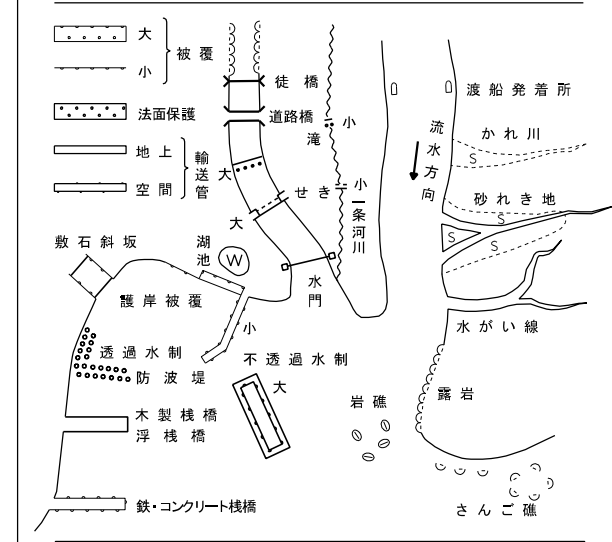 大
小
被覆
法面保護
地上
空間
輸送管
徒橋
道路橋
小
滝
大
せき
小
大
一条河川
水門
流水方向
渡船発着所
かれ川
S
砂れき地
S
S
S
水がい線
敷石斜坂
湖池
W
護岸被覆
小
透過水制
不透過水制
防波堤
大
木製桟橋
浮桟橋
岩礁
露岩
鉄・コンクリート桟橋
さんご礁